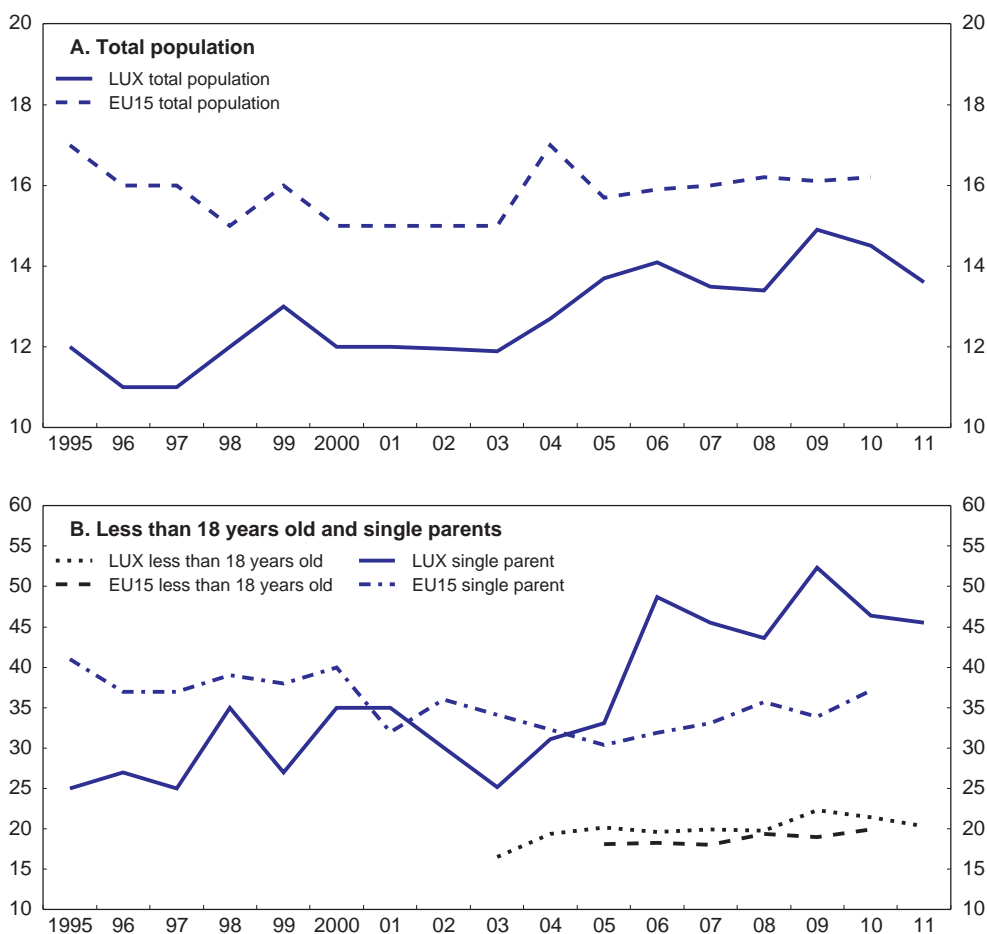 20 20
A. Total population
LUX total population
EU15 total population
18 18
16 16
14 14
12 12
10 10
1995 96 97 98 99 2000 01 02 03 04 05 06 07 08 09 10 11
60 60
B. Less than 18 years old and single parents
55 55
LUX less than 18 years old LUX single parent
EU15 less than 18 years old EU15 single parent
50 50
45 45
40 40
35 35
30 30
25 25
20 20
15 15
10 10
1995 96 97 98 99 2000 01 02 03 04 05 06 07 08 09 10 11